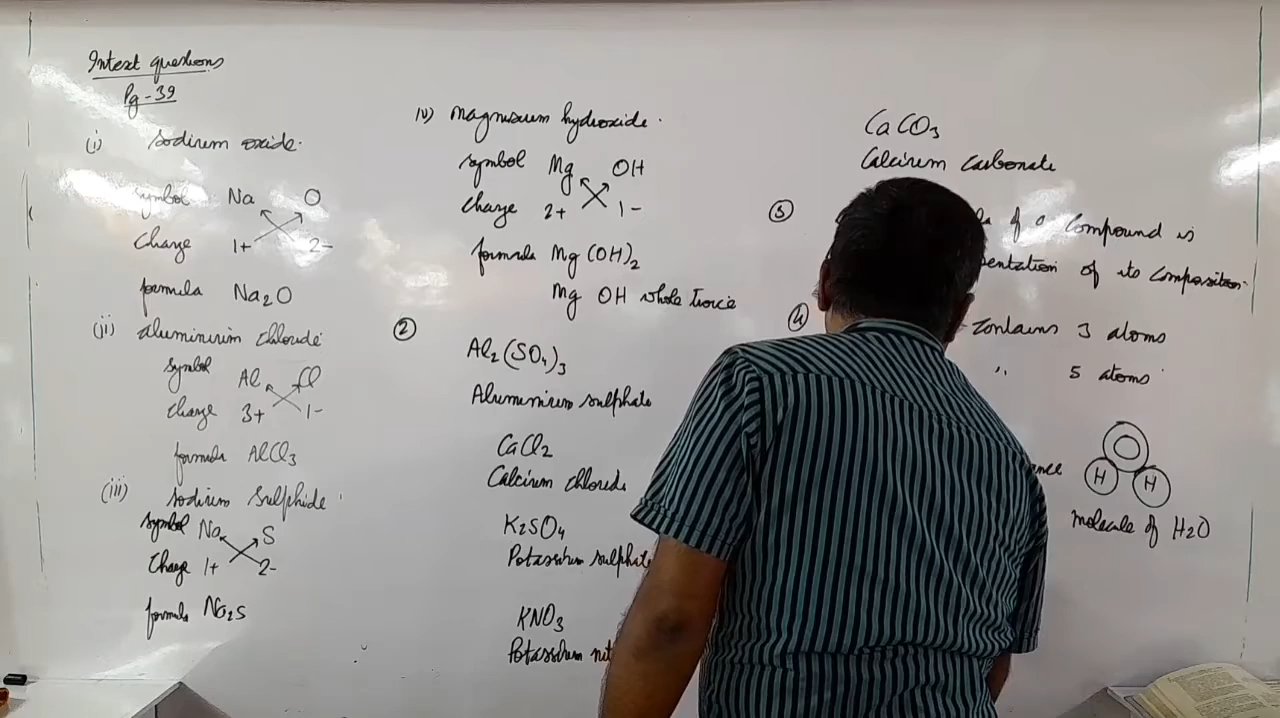 Intext questions
Pg - 39
(i) Sodium oxide.
symbol Na O
Charge 1+ 2-
formula Na2O
(ii) aluminium chloride
symbol Al Cl
Charge 3+ 1-
formula AlCl3
(iii) sodium sulphide
symbol Na S
Charge 1+ 2-
formula Na2S
iv) magnesium hydroxide.
symbol Mg OH
Charge 2+ 1-
formula Mg (OH)2
Mg OH whole twice
2
Al2(SO4)3
Aluminium sulphate
CaCl2
Calcium chloride
K2SO4
Potassium sulphate
KNO3
Potassium nit
CaCO3
Calcium Carbonate
3 of a Compound is
of its composition.
4 Contains 3 atoms
" 5 atoms
O
H H
molecule of H2O